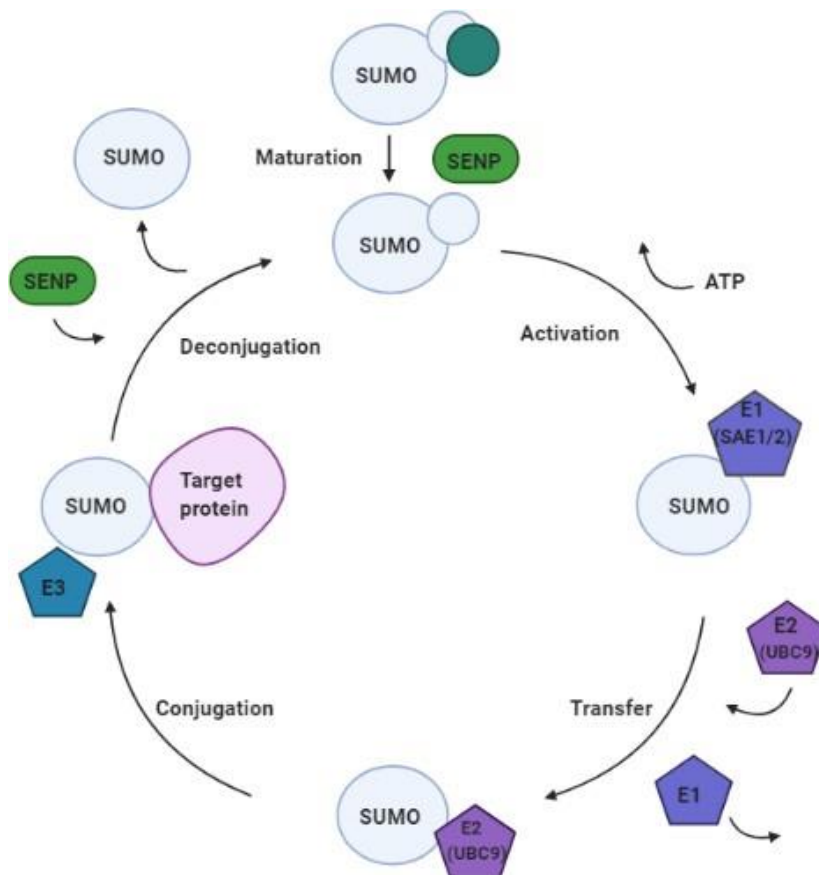 SUMO
Maturation
SENP
SUMO
SUMO
SENP
Deconjugation
ATP
Activation
E1
(SAE1/2)
SUMO
Target
protein
SUMO
E3
E2
(UBC9)
Transfer
E1
Conjugation
SUMO
E2
(UBC9)